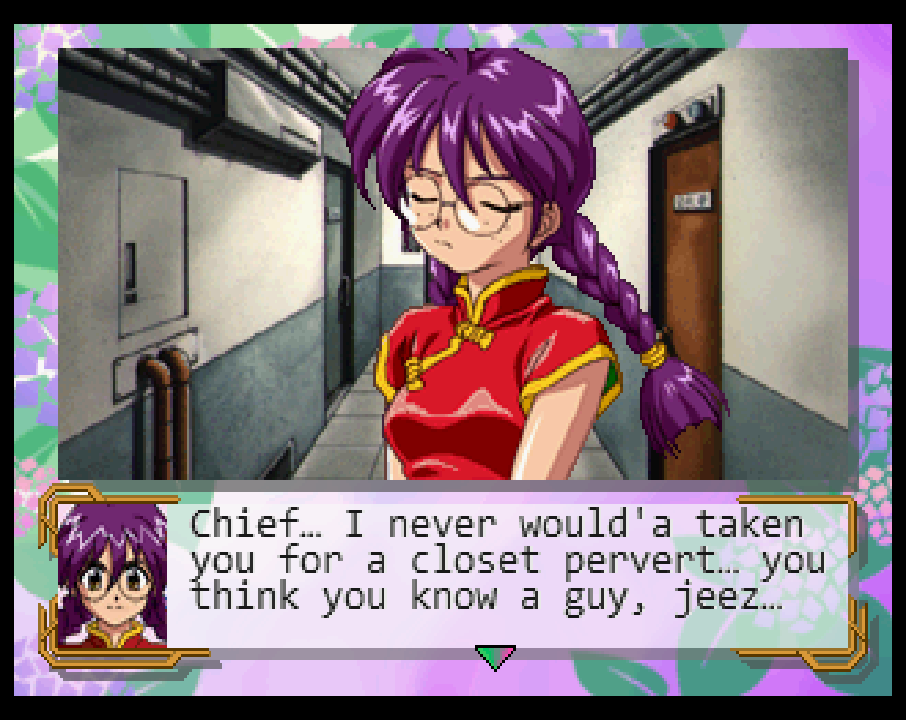 Chief… I never would'a taken
you for a closet pervert… you
think you know a guy, jeez…